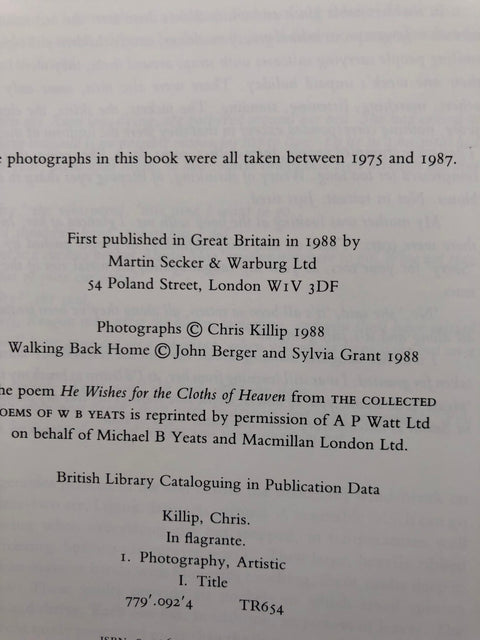 photographs in this book were all taken between 1975 and 1987.
First published in Great Britain in 1988 by
Martin Secker & Warburg Ltd
54 Poland Street, London W1V 3DF
Photographs © Chris Killip 1988
Walking Back Home © John Berger and Sylvia Grant 1988
poem He Wishes for the Cloths of Heaven from THE COLLECTED
OF W B YEATS is reprinted by permission of A P Watt Ltd
on behalf of Michael B Yeats and Macmillan London Ltd.
British Library Cataloguing in Publication Data
Killip, Chris.
In flagrante.
1. Photography, Artistic
I. Title
779'.092'4 TR654